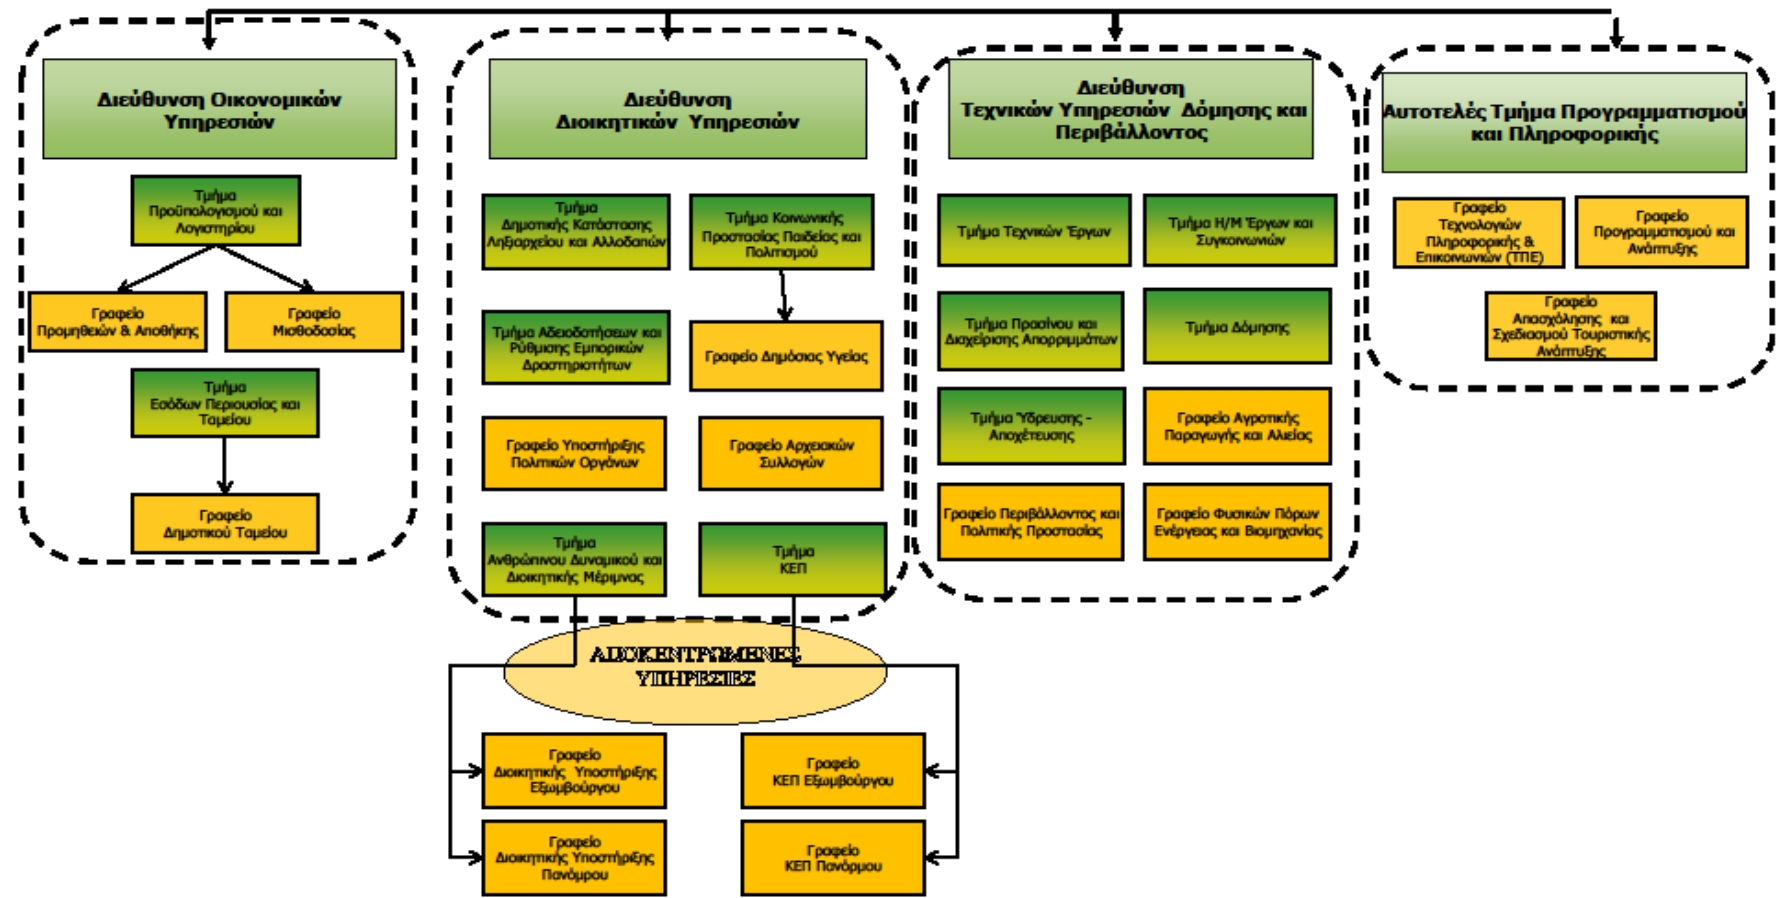 Διεύθυνση Οικονομικών
Υπηρεσιών
Τμήμα
Προϋπολογισμού και
Λογιστηρίου
Γραφείο
Προμηθειών & Αποθήκης
Γραφείο
Μισθοδοσίας
Τμήμα
Εσόδων Περιουσίας και
Ταμείου
Γραφείο
Δημοτικού Ταμείου
Διεύθυνση
Διοικητικών Υπηρεσιών
Τμήμα
Δημοτικής Κατάστασης
Ληξιαρχείου και Αλλοδαπών
Τμήμα Κοινωνικής
Προστασίας Παιδείας και
Πολιτισμού
Τμήμα Αδειοδοτήσεων και
Ρύθμισης Εμπορικών
Δραστηριοτήτων
Γραφείο Δημόσιας Υγείας
Γραφείο Υποστήριξης
Πολιτικών Οργάνων
Γραφείο Αρχειακών
Συλλογών
Τμήμα
Ανθρώπινου Δυναμικού και
Διοικητικής Μέριμνας
Τμήμα
ΚΕΠ
ΑΠΟΚΕΝΤΡΩΜΕΝΕΣ
ΥΠΗΡΕΣΙΕΣ
Γραφείο
Διοικητικής Υποστήριξης
Εξωμβούργου
Γραφείο
ΚΕΠ Εξωμβούργου
Γραφείο
Διοικητικής Υποστήριξης
Πανόμρου
Γραφείο
ΚΕΠ Πανόρμου
Διεύθυνση
Τεχνικών Υπηρεσιών Δόμησης και
Περιβάλλοντος
Τμήμα Τεχνικών Έργων
Τμήμα Η/Μ Έργων και
Συγκοινωνιών
Τμήμα Πρασίνου και
Διαχείρισης Απορριμμάτων
Τμήμα Δόμησης
Τμήμα Ύδρευσης -
Αποχέτευσης
Γραφείο Αγροτικής
Παραγωγής και Αλιείας
Γραφείο Περιβάλλοντος και
Πολιτικής Προστασίας
Γραφείο Φυσικών Πόρων
Ενέργειας και Βιομηχανίας
Αυτοτελές Τμήμα Προγραμματισμού
και Πληροφορικής
Γραφείο
Τεχνολογιών
Πληροφορικής &
Επικοινωνιών (ΤΠΕ)
Γραφείο
Προγραμματισμού και
Ανάπτυξης
Γραφείο
Απασχόλησης και
Σχεδιασμού Τουριστικής
Ανάπτυξης